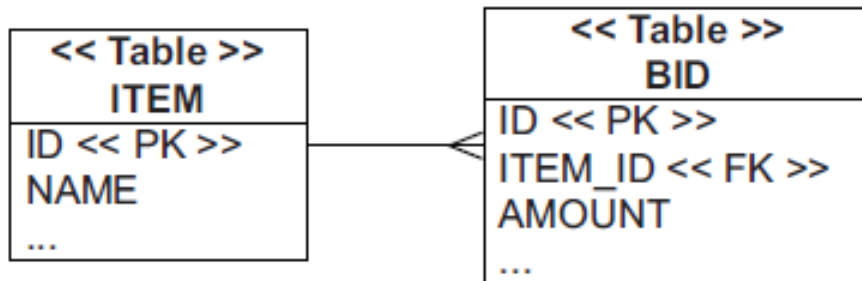 << Table >>
ITEM
ID << PK >>
NAME
...
<< Table >>
BID
ID << PK >>
ITEM_ID << FK >>
AMOUNT
...